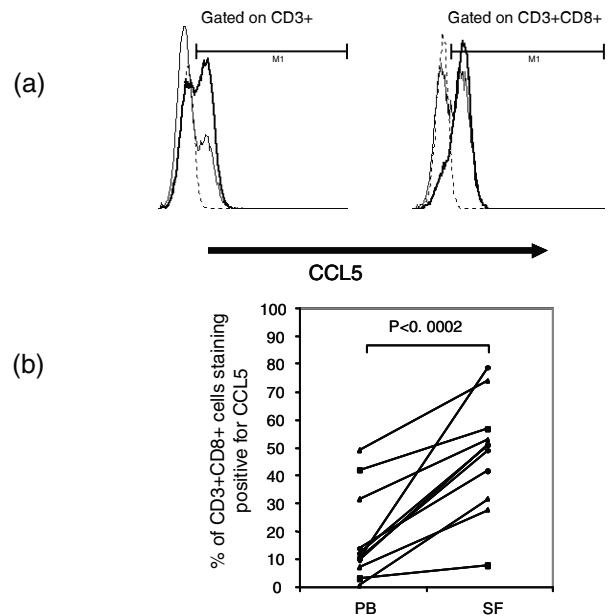 Gated on CD3+ Gated on CD3+CD8+
M1 M1
(a)
CCL5
(b)
% of CD3+CD8+ cells staining
positive for CCL5
100
90
80
70
60
50
40
30
20
10
0
P<0. 0002
PB SF